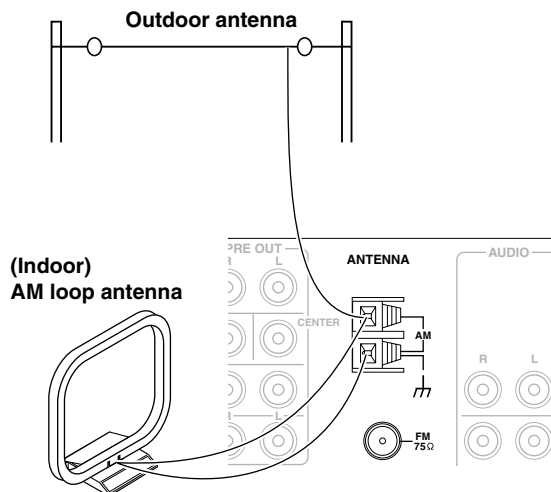 Outdoor antenna
(Indoor)
AM loop antenna
PRE OUT
R L
ANTENNA
AUDIO
CENTER
AM
R L
R L
FM
75Ω